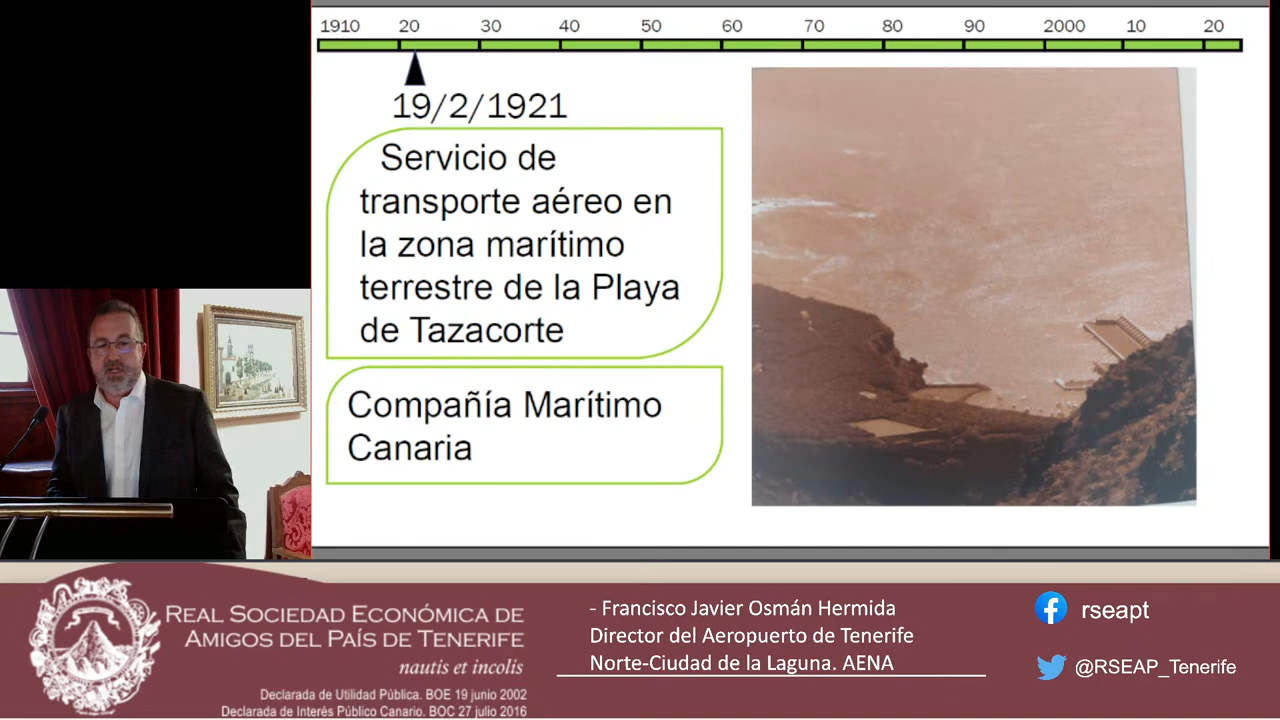 1910 20 30 40 50 60 70 80 90 2000 10 20
19/2/1921
Servicio de
transporte aéreo en
la zona marítimo
terrestre de la Playa
de Tazacorte
Compañía Marítimo
Canaria
REAL SOCIEDAD ECONÓMICA DE
AMIGOS DEL PAÍS DE TENERIFE
nautis et incolis
Declarada de Utilidad Pública. BOE 19 junio 2002
Declarada de Interés Público Canario. BOC 27 julio 2016
- Francisco Javier Osmán Hermida
Director del Aeropuerto de Tenerife
Norte-Ciudad de la Laguna. AENA
rseapt
@RSEAP_Tenerife